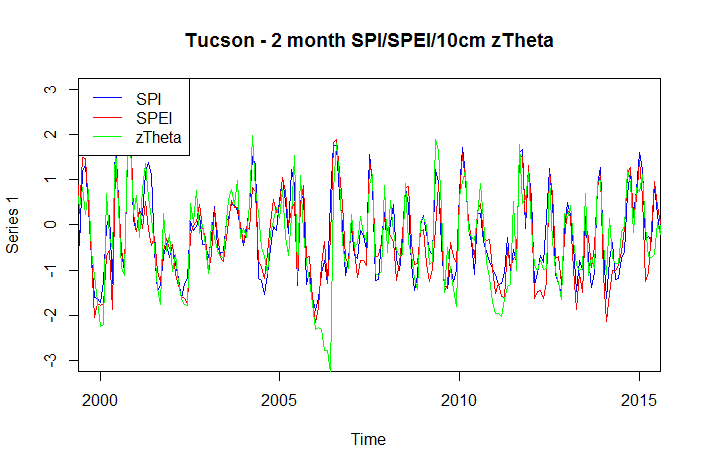 Tucson - 2 month SPI/SPEI/10cm zTheta
SPI
SPEI
zTheta
Series 1
3
2
1
0
-1
-2
-3
2000 2005 2010 2015
Time